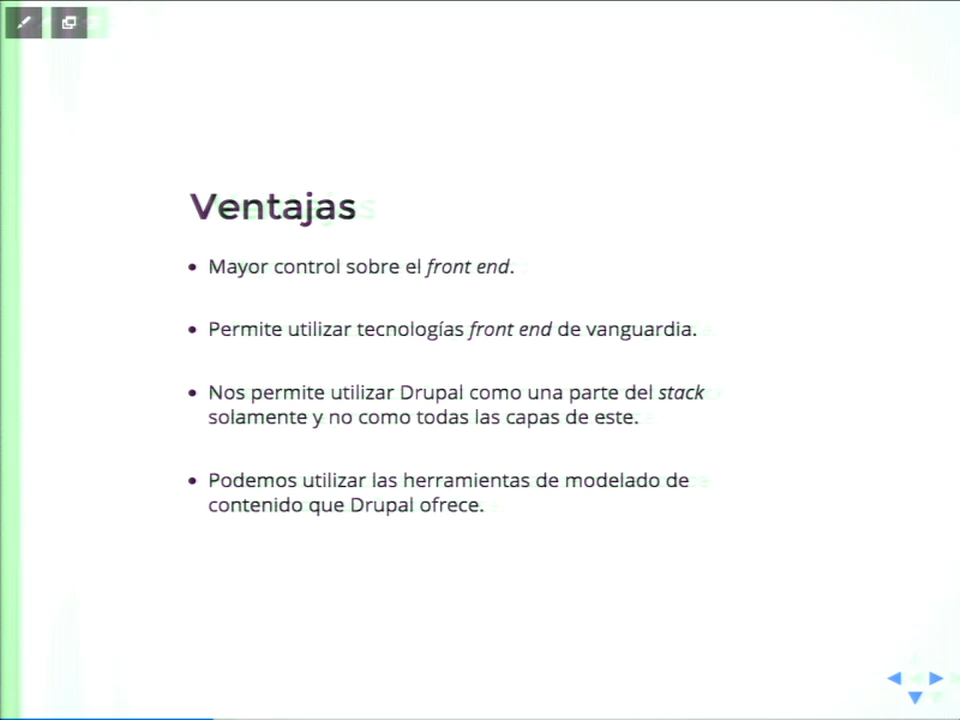 Ventajas
Mayor control sobre el front end.
Permite utilizar tecnologías front end de vanguardia.
Nos permite utilizar Drupal como una parte del stack
solamente y no como todas las capas de este.
Podemos utilizar las herramientas de modelado de
contenido que Drupal ofrece.